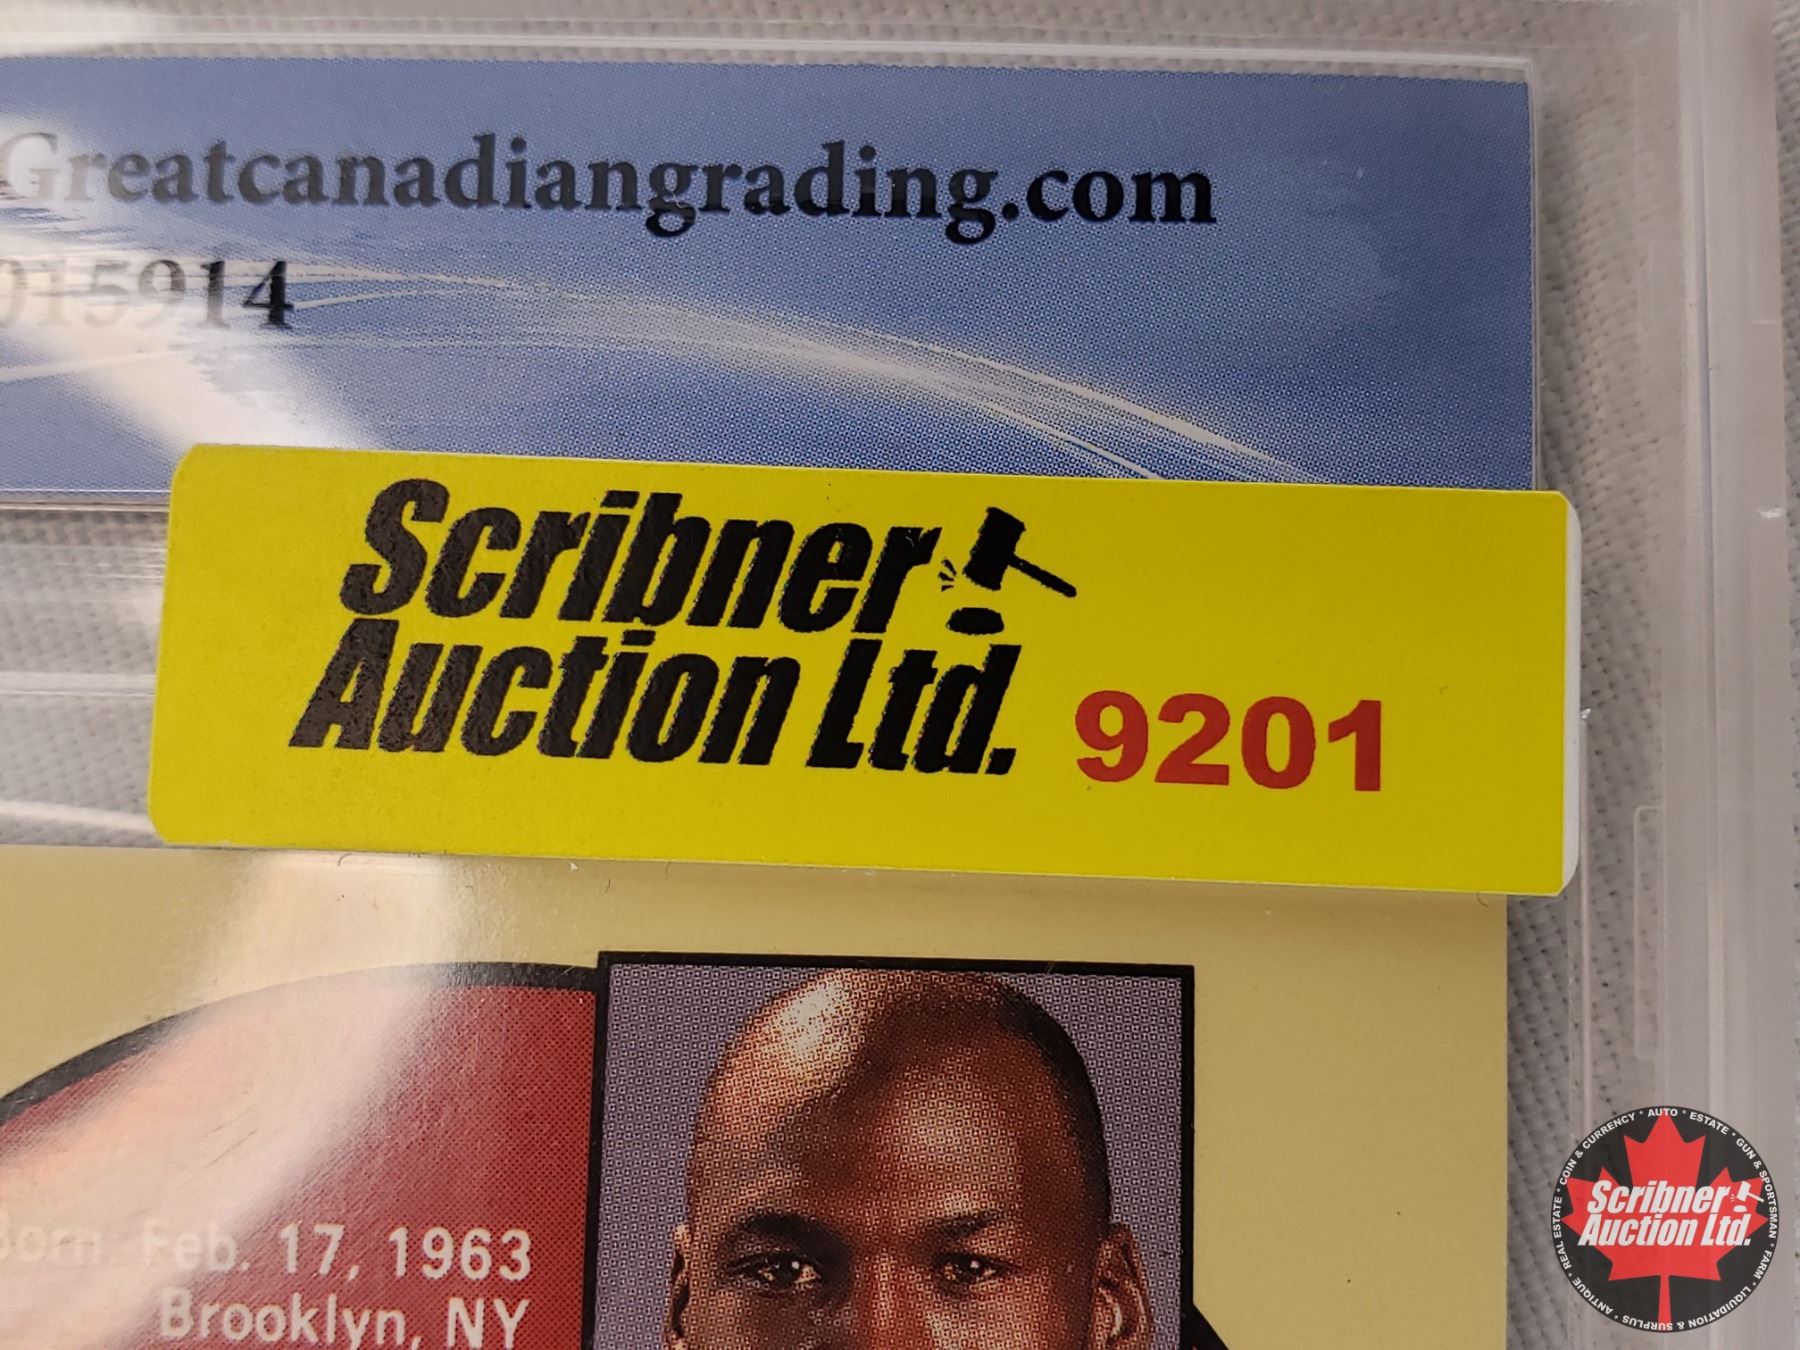 Greatcanadiangrading.com
015914
Scribner
Auction Ltd.
9201
Born: Feb. 17, 1963
Brooklyn, NY
COIN & CURRENCY * AUTO * ESTATE * GUN & SPORTSMAN * FARM * LIQUIDATION & SURPLUS * ANTIQUE * REAL ESTATE *
Scribner
Auction Ltd.